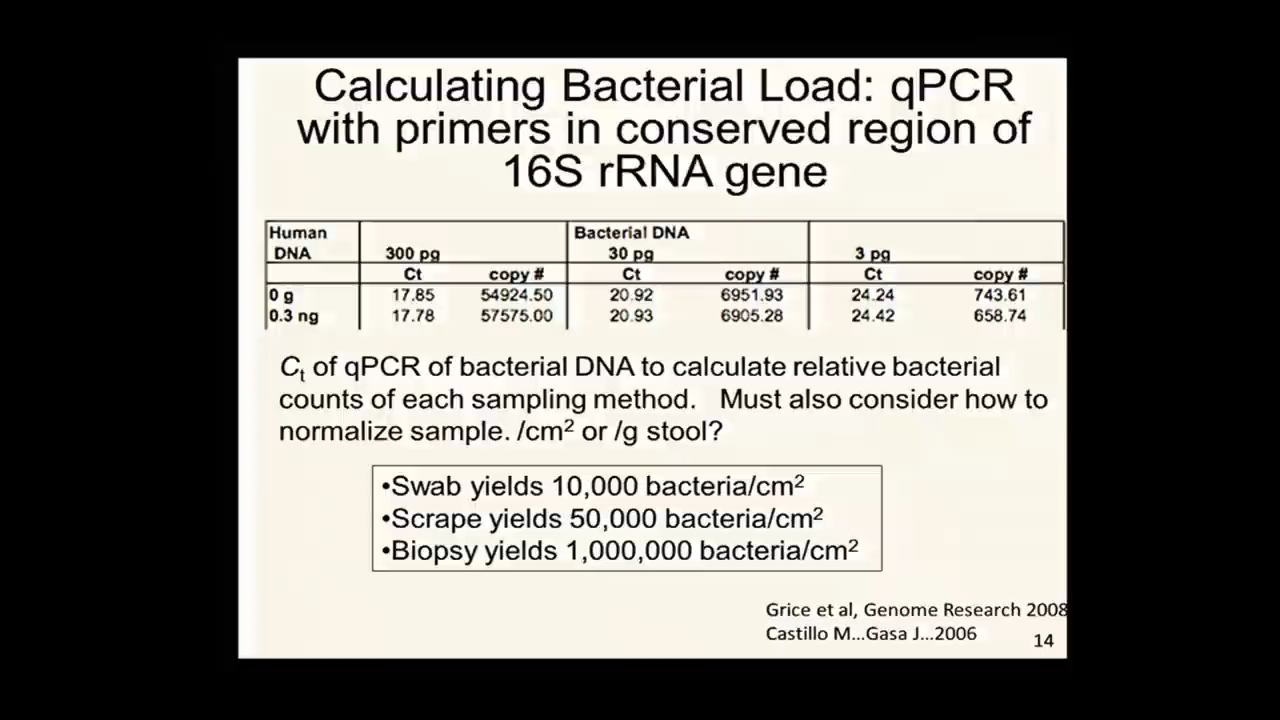 Calculating Bacterial Load: qPCR
with primers in conserved region of
16S rRNA gene
Human DNA Bacterial DNA
300 pg 30 pg 3 pg
Ct copy # Ct copy # Ct copy #
0 g 17.85 54924.50 20.92 6951.93 24.24 743.61
0.3 ng 17.78 57575.00 20.93 6905.28 24.42 658.74
Ct of qPCR of bacterial DNA to calculate relative bacterial
counts of each sampling method. Must also consider how to
normalize sample. /cm2 or /g stool?
•Swab yields 10,000 bacteria/cm2
•Scrape yields 50,000 bacteria/cm2
•Biopsy yields 1,000,000 bacteria/cm2
Grice et al, Genome Research 2008
Castillo M...Gasa J...2006
14